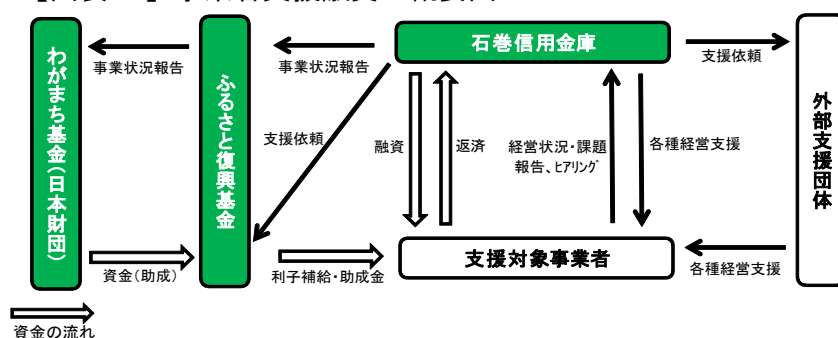 石巻信用金庫
事業状況報告
事業状況報告
支援依頼
わがまち基金(日本財団)
ふるさと復興基金
外部支援団体
支援依頼
融資
返済
経営状況・課題
報告、ヒアリング
各種経営支援
支援対象事業者
資金(助成)
利子補給・助成金
各種経営支援
資金の流れ